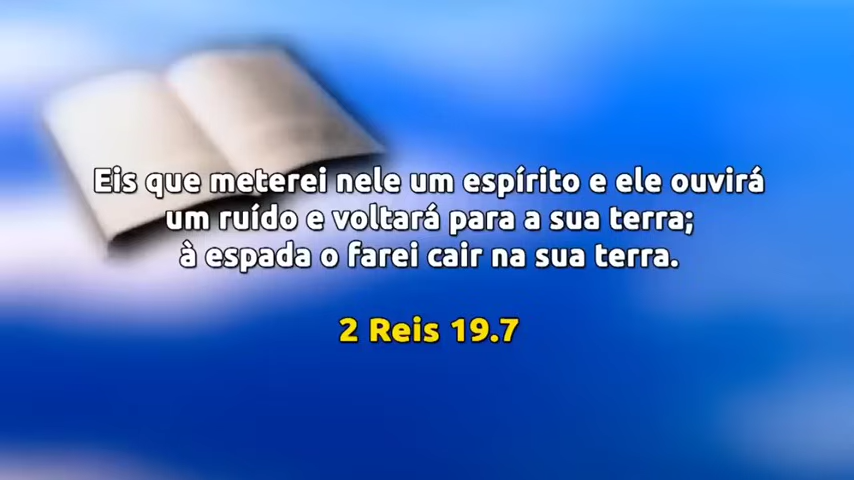 Eis que meterei nele um espírito e ele ouvirá
um ruído e voltará para a sua terra;
à espada o farei cair na sua terra.
2 Reis 19.7